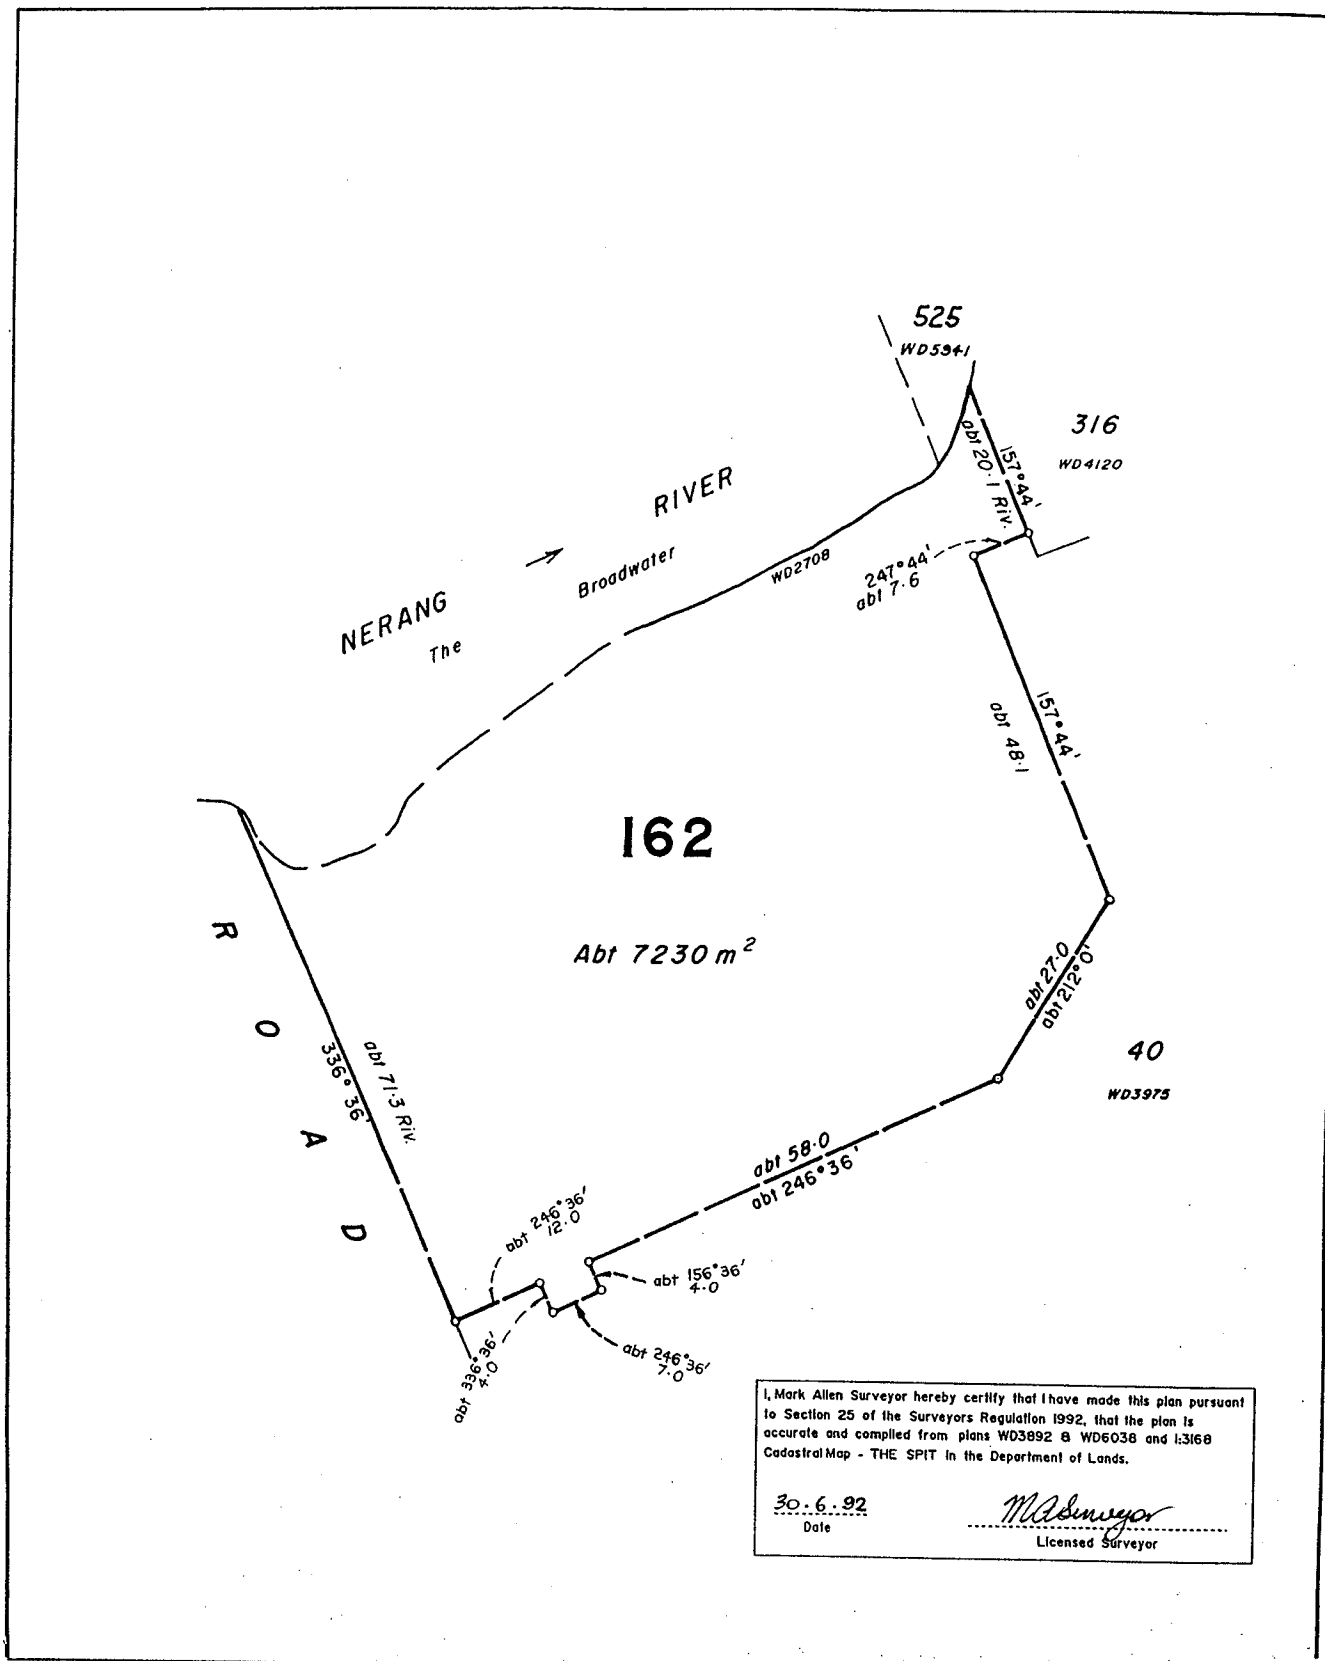 525
WD5941
316
WD4120
157°44'
abt 20·1 Riv.
NERANG
RIVER
The
Broadwater
WD2708
247°44'
abt 7·6
157°44'
abt 48·1
162
Abt 7230 m²
ROAD
336° 36'
abt 71·3 Riv.
abt 27·0
abt 212°0'
40
WD3975
abt 58·0
abt 246°36'
abt 246°36'
12·0
abt 156°36'
4·0
abt 336°36'
4·0
abt 246°36'
7·0
I, Mark Allen Surveyor hereby certify that I have made this plan pursuant
to Section 25 of the Surveyors Regulation 1992, that the plan is
accurate and compiled from plans WD3892 & WD6038 and 1:3168
Cadastral Map - THE SPIT in the Department of Lands.
30.6.92
Date
MASurveyor
Licensed Surveyor